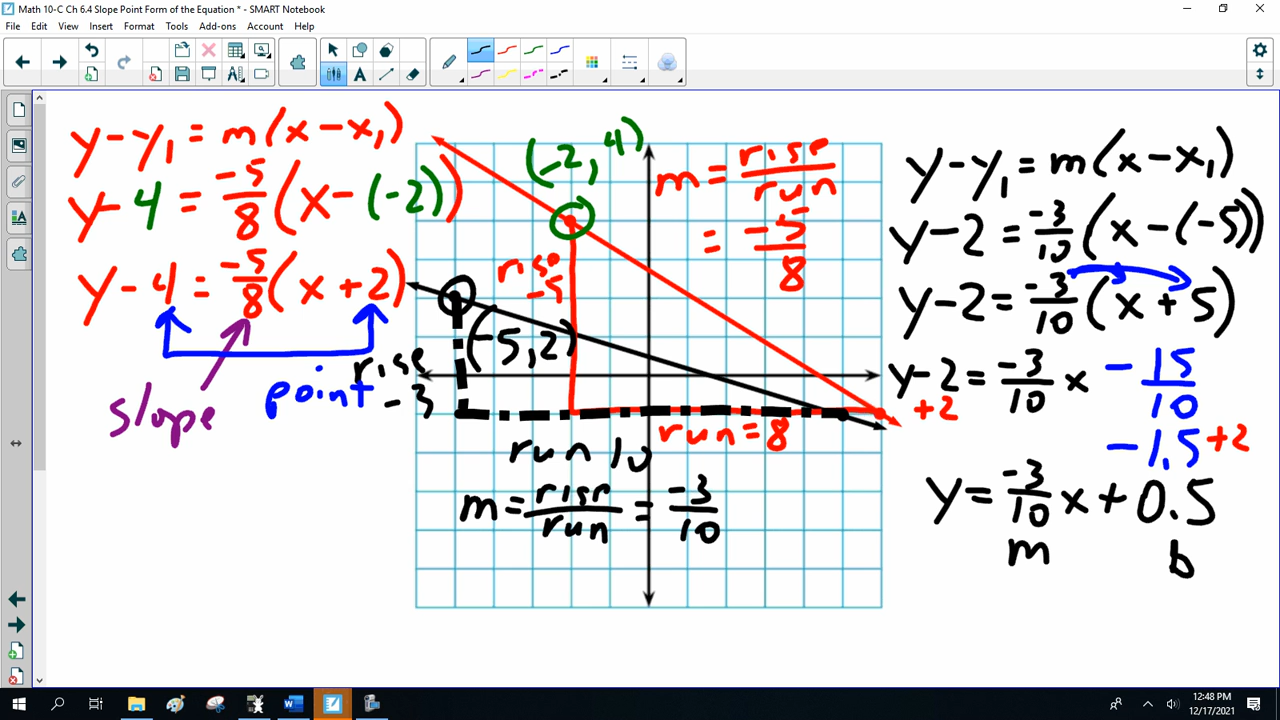 Math 10-C Ch 6.4 Slope Point Form of the Equation * - SMART Notebook
File Edit View Insert Format Tools Add-ons Account Help
y-y₁ = m(x-x₁)
y-4 = -5/8 (x-(-2))
y-4 = -5/8 (x+2)
slope
point
(-2, 4)
m = rise/run
= -5/8
rise
-5
(-5, 2)
rise
-3
run = 8
run 10
m = rise/run = -3/10
y-y₁ = m(x-x₁)
y-2 = -3/10 (x-(-5))
y-2 = -3/10 (x+5)
y-2 = -3/10 x - 15/10
+2
-1.5 +2
y = -3/10 x + 0.5
m b
12:48 PM
12/17/2021